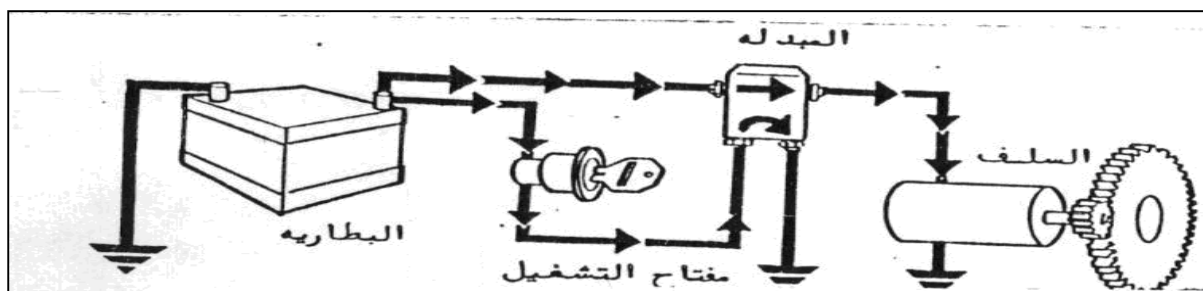 المبدله
السلف
البطاريه
مفتاح التشغيل